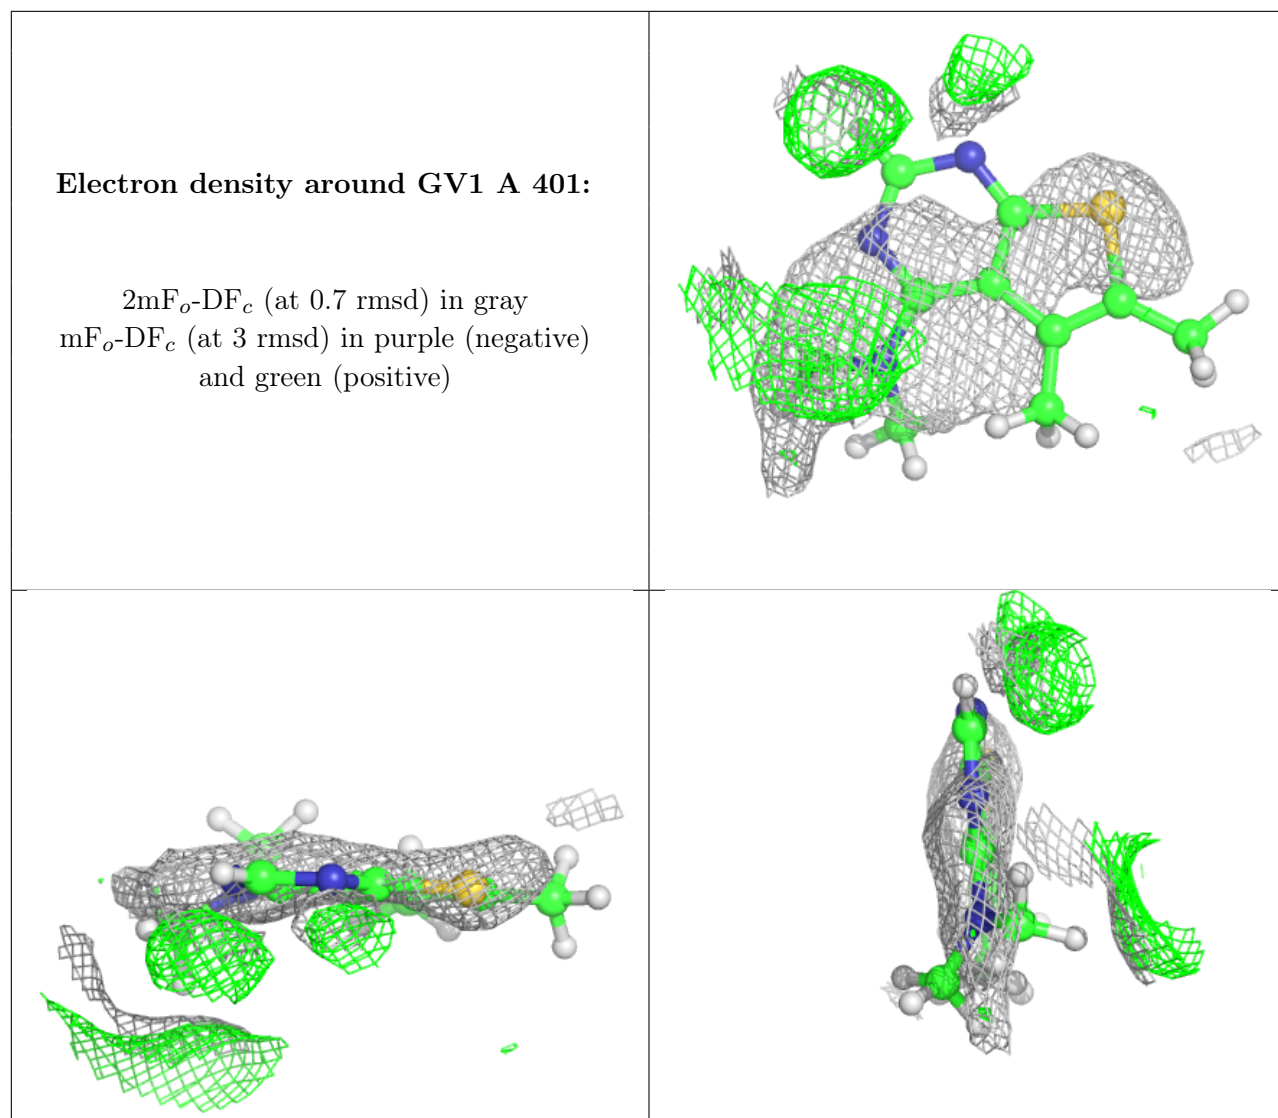 Electron density around GV1 A 401:
2mFo-DFc (at 0.7 rmsd) in gray
mFo-DFc (at 3 rmsd) in purple (negative)
and green (positive)